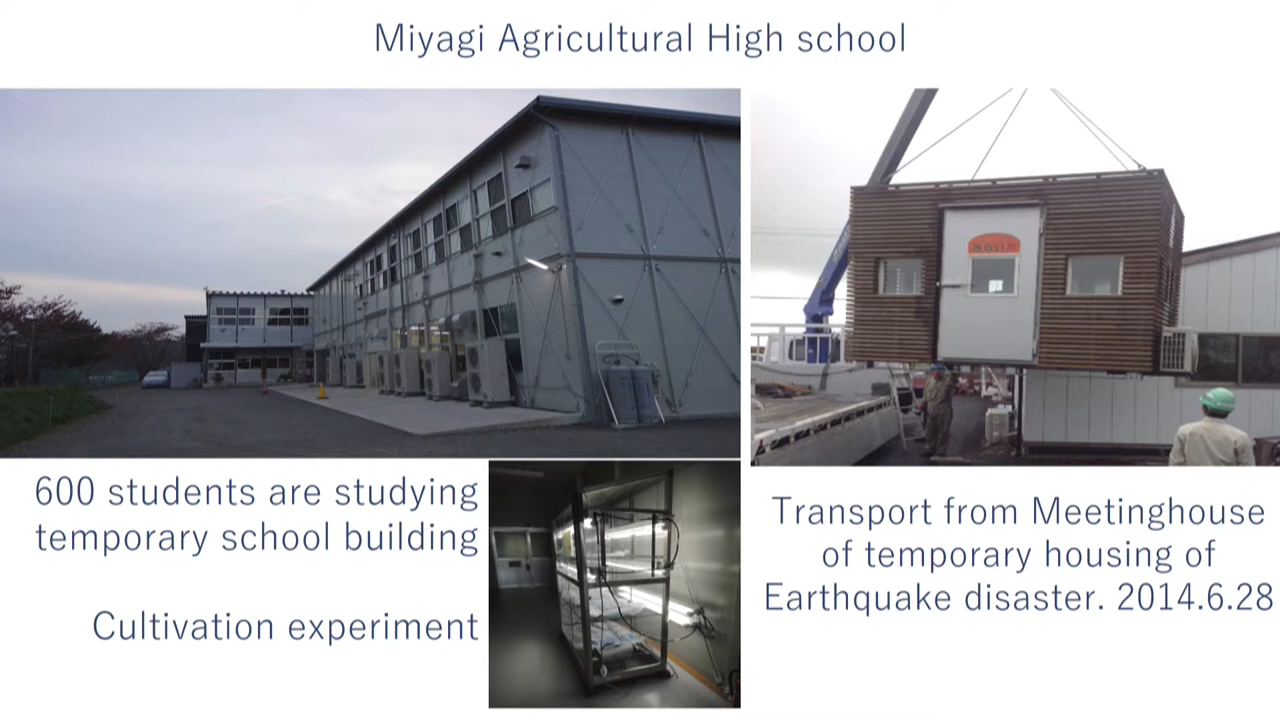 Miyagi Agricultural High school
600 students are studying
temporary school building
Cultivation experiment
Transport from Meetinghouse
of temporary housing of
Earthquake disaster. 2014.6.28